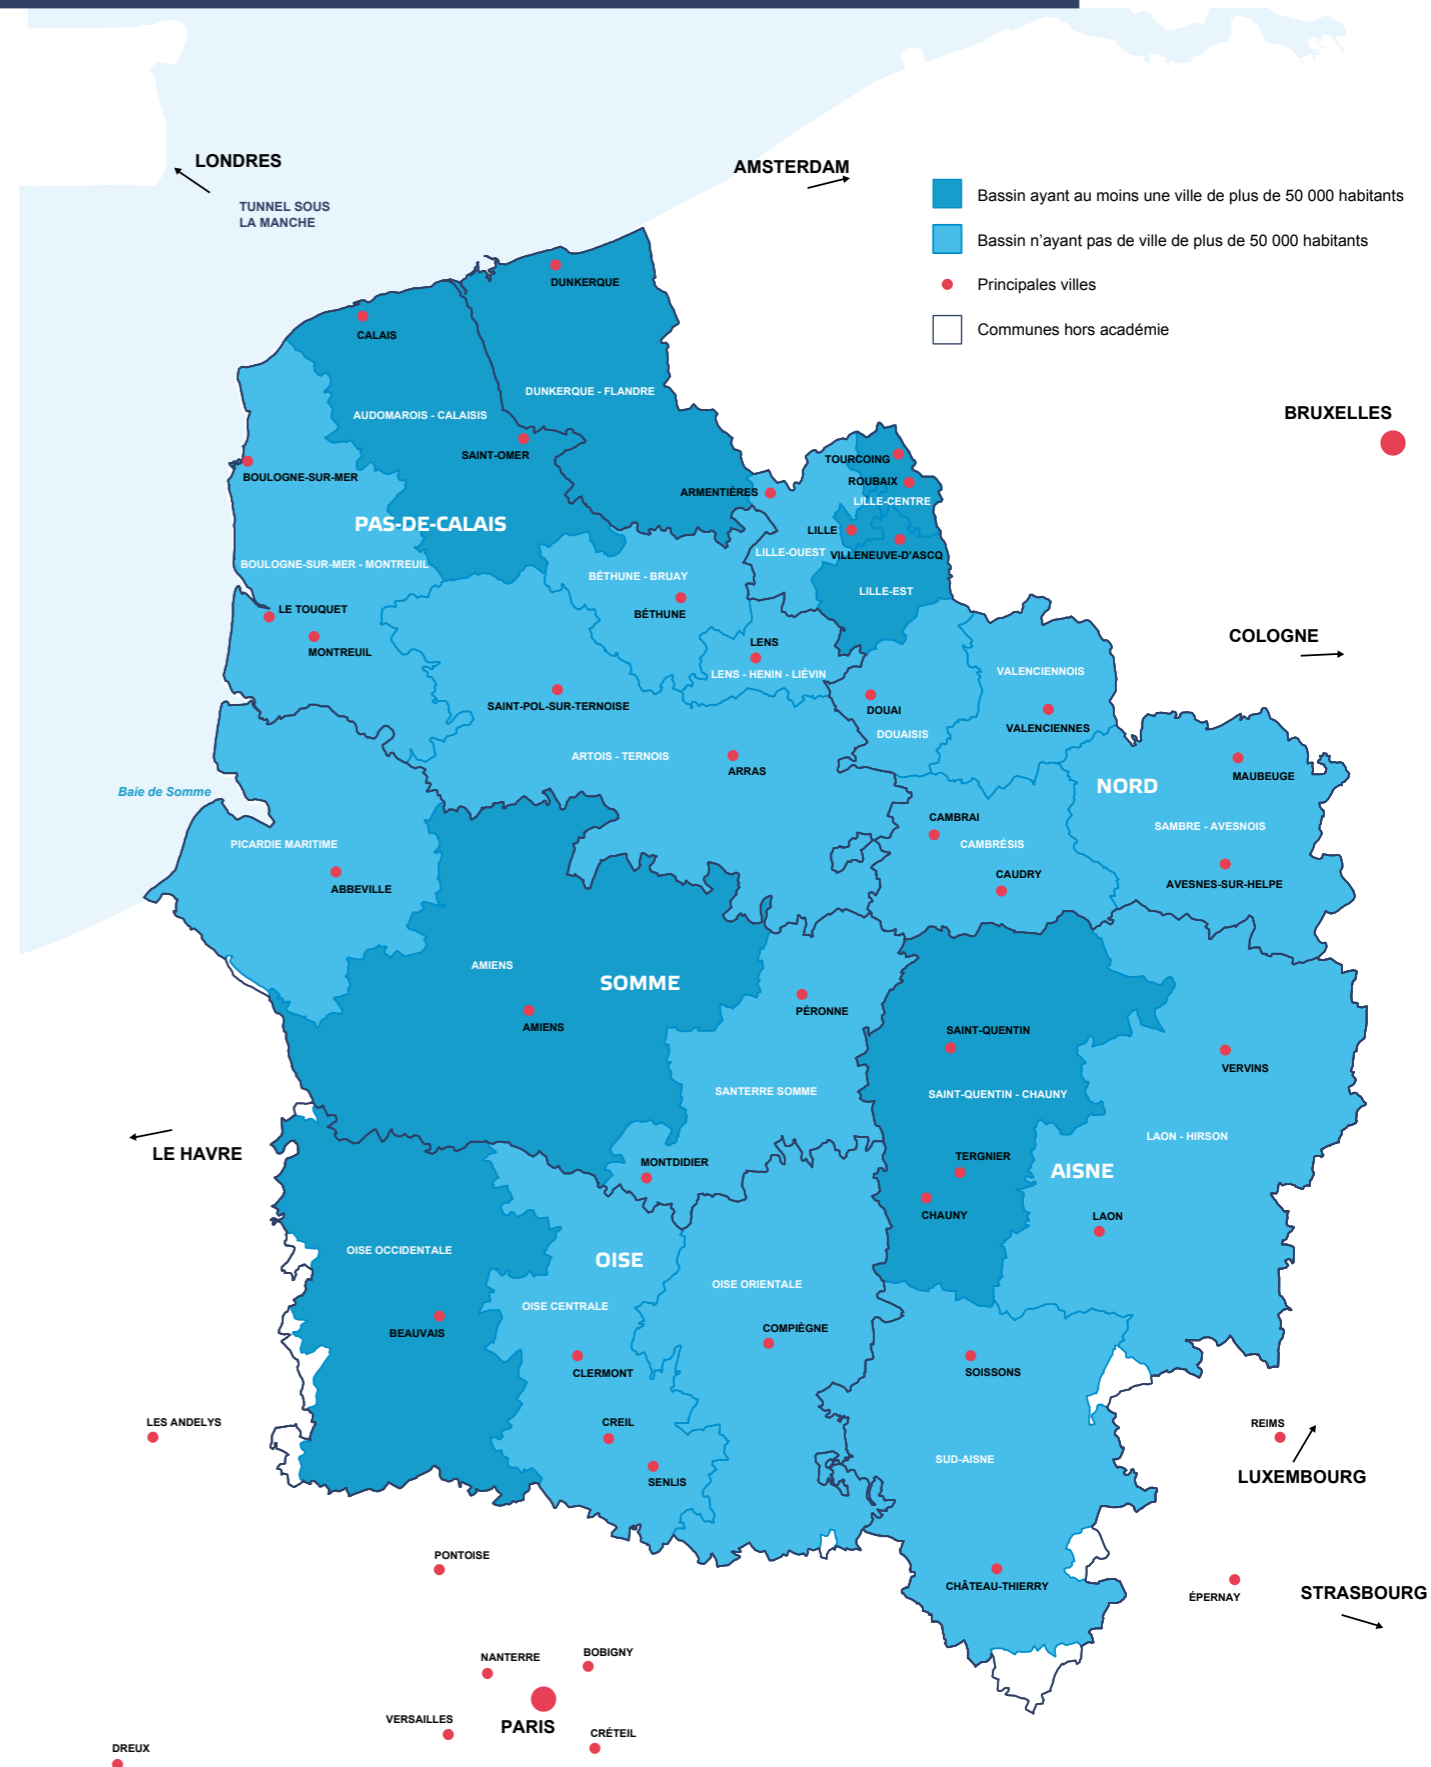 LONDRES
AMSTERDAM
TUNNEL SOUS
LA MANCHE
Bassin ayant au moins une ville de plus de 50 000 habitants
Bassin n'ayant pas de ville de plus de 50 000 habitants
Principales villes
Communes hors académie
DUNKERQUE
CALAIS
DUNKERQUE - FLANDRE
AUDOMAROIS - CALAISIS
BRUXELLES
SAINT-OMER
TOURCOING
BOULOGNE-SUR-MER
ROUBAIX
ARMENTIÈRES
LILLE-CENTRE
PAS-DE-CALAIS
LILLE
LILLE-OUEST
VILLENEUVE-D'ASCQ
BOULOGNE-SUR-MER - MONTREUIL
BÉTHUNE - BRUAY
LILLE-EST
LE TOUQUET
BÉTHUNE
COLOGNE
MONTREUIL
LENS
LENS - HENIN - LIÉVIN
VALENCIENNOIS
SAINT-POL-SUR-TERNOISE
DOUAI
VALENCIENNES
DOUAISIS
ARTOIS - TERNOIS
ARRAS
MAUBEUGE
NORD
Baie de Somme
CAMBRAI
SAMBRE - AVESNOIS
PICARDIE MARITIME
CAMBRÉSIS
CAUDRY
ABBEVILLE
AVESNES-SUR-HELPE
AMIENS
SOMME
PÉRONNE
AMIENS
SAINT-QUENTIN
VERVINS
SANTERRE SOMME
SAINT-QUENTIN - CHAUNY
LAON - HIRSON
LE HAVRE
MONTDIDIER
TERGNIER
AISNE
CHAUNY
LAON
OISE OCCIDENTALE
OISE
OISE ORIENTALE
OISE CENTRALE
BEAUVAIS
COMPIÈGNE
CLERMONT
SOISSONS
LES ANDELYS
CREIL
REIMS
SUD-AISNE
LUXEMBOURG
SENLIS
PONTOISE
CHÂTEAU-THIERRY
ÉPERNAY
STRASBOURG
NANTERRE
BOBIGNY
VERSAILLES
PARIS
CRÉTEIL
DREUX